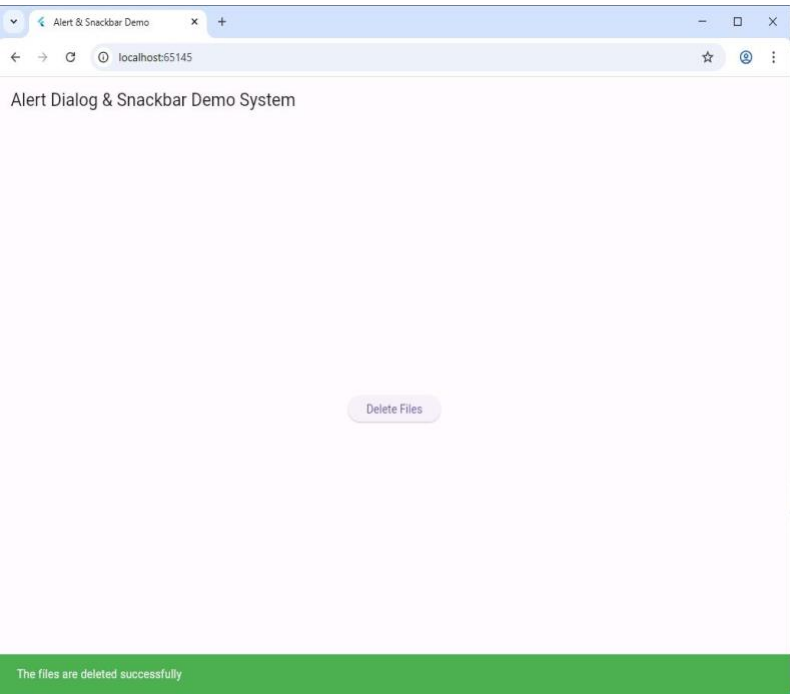 Alert & Snackbar Demo
localhost:65145
Alert Dialog & Snackbar Demo System
Delete Files
The files are deleted successfully